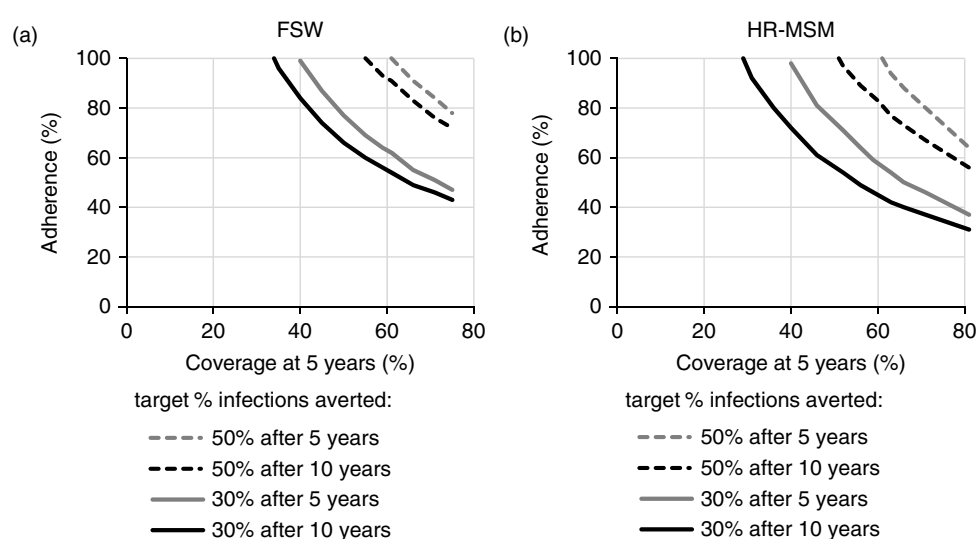 (a)
FSW
100
80
60
40
20
0
Adherence (%)
0 20 40 60 80
Coverage at 5 years (%)
target % infections averted:
50% after 5 years
50% after 10 years
30% after 5 years
30% after 10 years
(b)
HR-MSM
100
80
60
40
20
0
Adherence (%)
0 20 40 60 80
Coverage at 5 years (%)
target % infections averted:
50% after 5 years
50% after 10 years
30% after 5 years
30% after 10 years